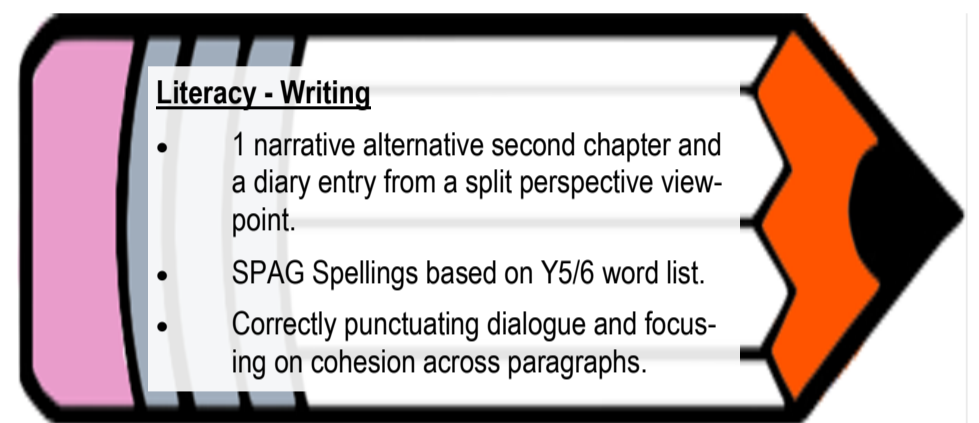 Literacy - Writing
• 1 narrative alternative second chapter and
a diary entry from a split perspective view-
point.
• SPAG Spellings based on Y5/6 word list.
• Correctly punctuating dialogue and focus-
ing on cohesion across paragraphs.